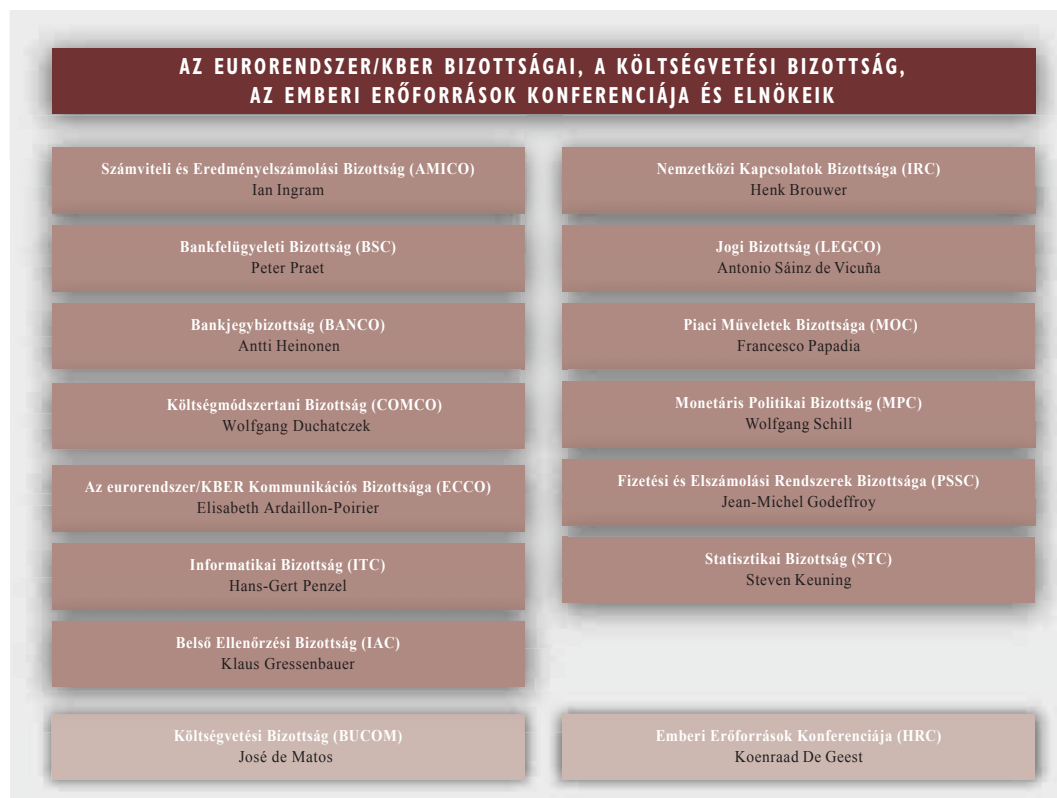 AZ EURORENDSZER/KBER BIZOTTSÁGAI, A KÖLTSÉGVETÉSI BIZOTTSÁG,
AZ EMBERI ERŐFORRÁSOK KONFERENCIÁJA ÉS ELNÖKEIK
Számviteli és Eredményelszámolási Bizottság (AMICO)
Ian Ingram
Bankfelügyeleti Bizottság (BSC)
Peter Praet
Bankjegybizottság (BANCO)
Antti Heinonen
Költségmódszertani Bizottság (COMCO)
Wolfgang Duchatczek
Az eurorendszer/KBER Kommunikációs Bizottsága (ECCO)
Elisabeth Ardaillon-Poirier
Informatikai Bizottság (ITC)
Hans-Gert Penzel
Belső Ellenőrzési Bizottság (IAC)
Klaus Gressenbauer
Költségvetési Bizottság (BUCOM)
José de Matos
Nemzetközi Kapcsolatok Bizottsága (IRC)
Henk Brouwer
Jogi Bizottság (LEGCO)
Antonio Sáinz de Vicuña
Piaci Műveletek Bizottsága (MOC)
Francesco Papadia
Monetáris Politikai Bizottság (MPC)
Wolfgang Schill
Fizetési és Elszámolási Rendszerek Bizottsága (PSSC)
Jean-Michel Godeffroy
Statisztikai Bizottság (STC)
Steven Keuning
Emberi Erőforrások Konferenciája (HRC)
Koenraad De Geest